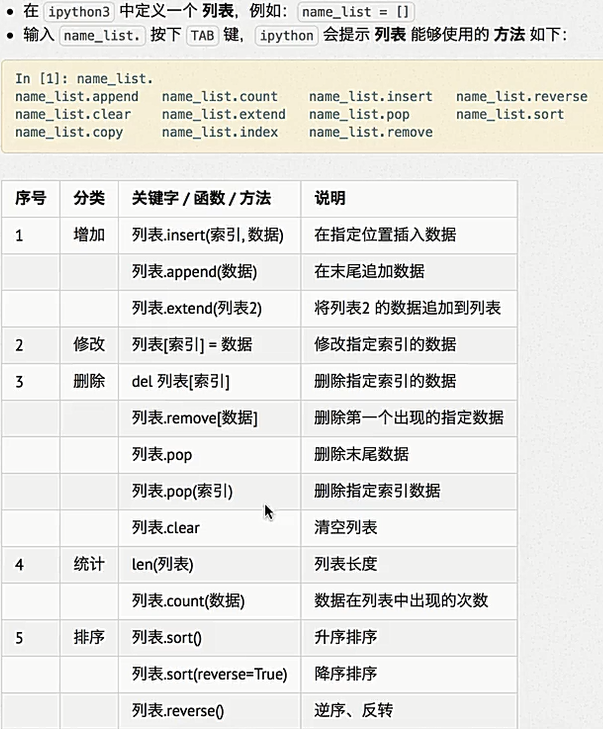 在 ipython3 中定义一个 列表，例如： name_list = []
输入 name_list. 按下 TAB 键， ipython 会提示 列表 能够使用的 方法 如下：
In [1]: name_list.
name_list.append name_list.count name_list.insert name_list.reverse
name_list.clear name_list.extend name_list.pop name_list.sort
name_list.copy name_list.index name_list.remove
序号 分类 关键字 / 函数 / 方法 说明
1 增加 列表.insert(索引, 数据) 在指定位置插入数据
列表.append(数据) 在末尾追加数据
列表.extend(列表2) 将列表2 的数据追加到列表
2 修改 列表[索引] = 数据 修改指定索引的数据
3 删除 del 列表[索引] 删除指定索引的数据
列表.remove[数据] 删除第一个出现的指定数据
列表.pop 删除末尾数据
列表.pop(索引) 删除指定索引数据
列表.clear 清空列表
4 统计 len(列表) 列表长度
列表.count(数据) 数据在列表中出现的次数
5 排序 列表.sort() 升序排序
列表.sort(reverse=True) 降序排序
列表.reverse() 逆序、反转